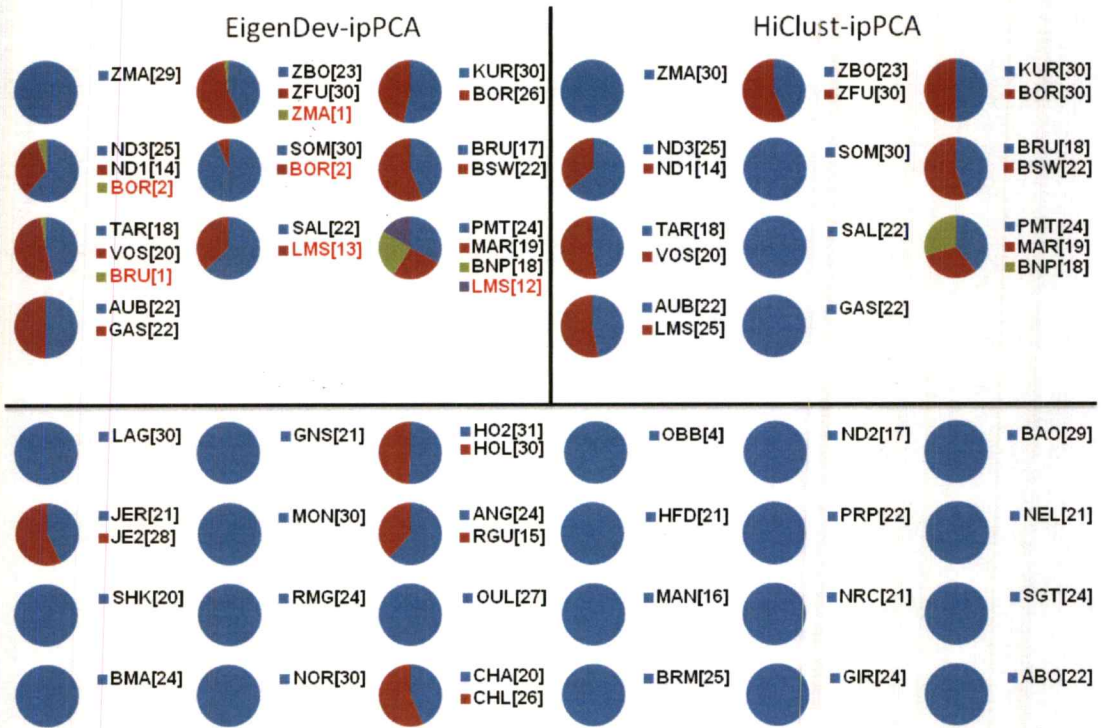 EigenDev-ipPCA
HiClust-ipPCA
ZMA[29]
ZBO[23]
ZFU[30]
ZMA[1]
KUR[30]
BOR[26]
ND3[25]
ND1[14]
BOR[2]
SOM[30]
BOR[2]
BRU[17]
BSW[22]
TAR[18]
VOS[20]
BRU[1]
SAL[22]
LMS[13]
PMT[24]
MAR[19]
BNP[18]
LMS[12]
AUB[22]
GAS[22]
ZMA[30]
ZBO[23]
ZFU[30]
KUR[30]
BOR[30]
ND3[25]
ND1[14]
SOM[30]
BRU[18]
BSW[22]
TAR[18]
VOS[20]
SAL[22]
PMT[24]
MAR[19]
BNP[18]
AUB[22]
LMS[25]
GAS[22]
LAG[30]
GNS[21]
HO2[31]
HOL[30]
OBB[4]
ND2[17]
BAO[29]
JER[21]
JE2[28]
MON[30]
ANG[24]
RGU[15]
HFD[21]
PRP[22]
NEL[21]
SHK[20]
RMG[24]
OUL[27]
MAN[16]
NRC[21]
SGT[24]
BMA[24]
NOR[30]
CHA[20]
CHL[26]
BRM[25]
GIR[24]
ABO[22]